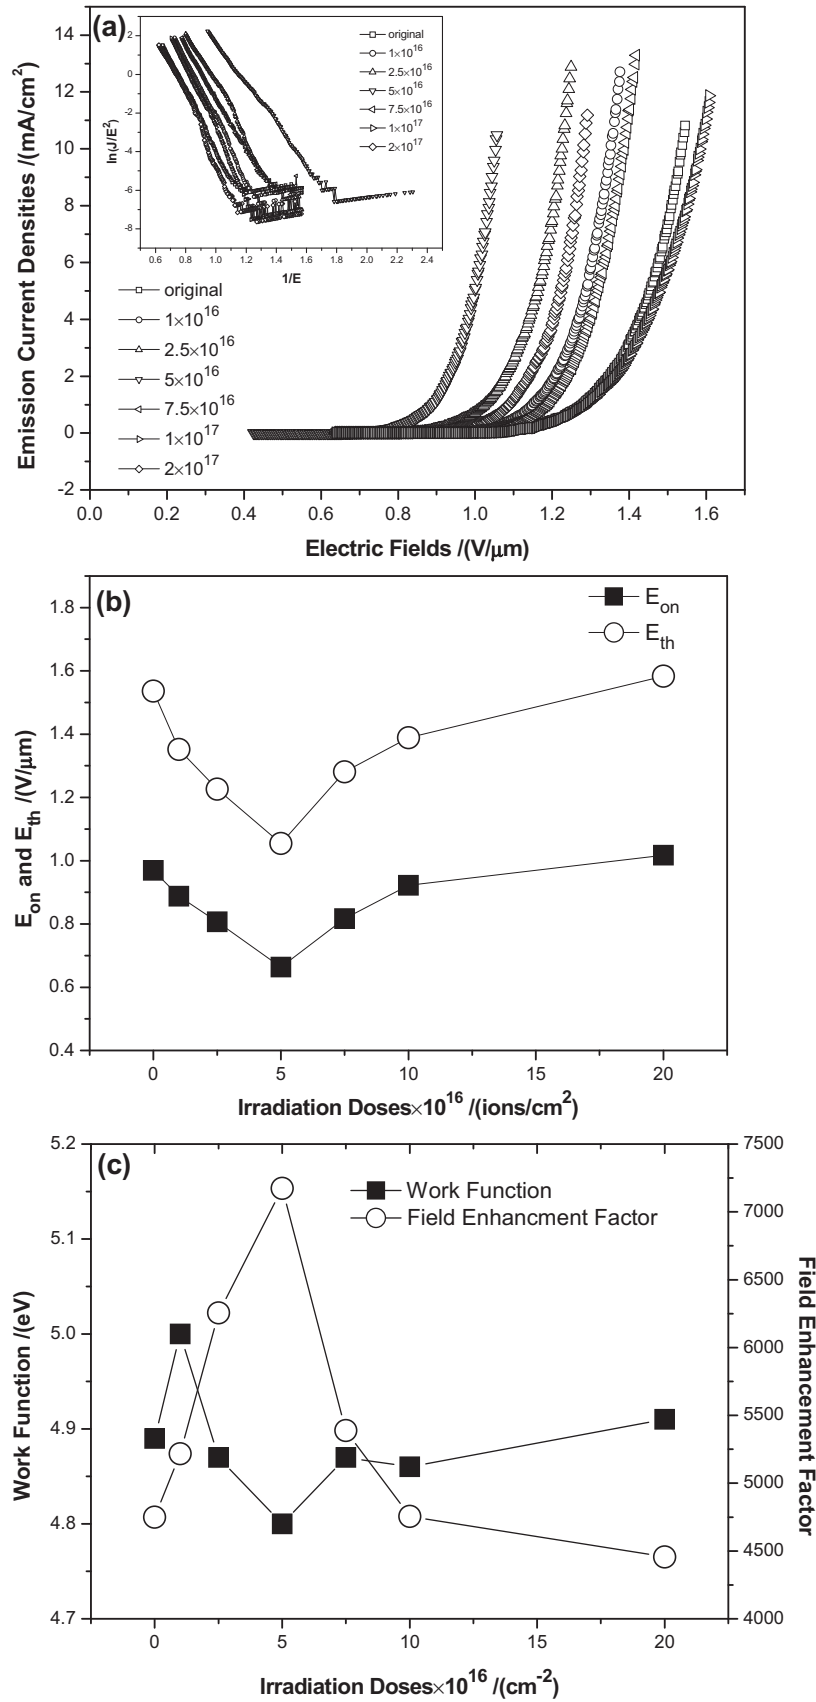 (a)
14
12
10
8
6
4
2
0
-2
Emission Current Densities /(mA/cm²)
2
0
-2
-4
-6
-8
ln(J/E²)
original
1×10¹⁶
2.5×10¹⁶
5×10¹⁶
7.5×10¹⁶
1×10¹⁷
2×10¹⁷
0.6 0.8 1.0 1.2 1.4 1.6 1.8 2.0 2.2 2.4
1/E
original
1×10¹⁶
2.5×10¹⁶
5×10¹⁶
7.5×10¹⁶
1×10¹⁷
2×10¹⁷
0.0 0.2 0.4 0.6 0.8 1.0 1.2 1.4 1.6
Electric Fields /(V/μm)
(b)
E_on
E_th
1.8
1.6
1.4
1.2
1.0
0.8
0.6
0.4
E_on and E_th /(V/μm)
0 5 10 15 20
Irradiation Doses×10¹⁶ /(ions/cm²)
(c)
Work Function
Field Enhancment Factor
5.2
5.1
5.0
4.9
4.8
4.7
Work Function /(eV)
7500
7000
6500
6000
5500
5000
4500
4000
Field Enhancement Factor
0 5 10 15 20
Irradiation Doses×10¹⁶ /(cm⁻²)